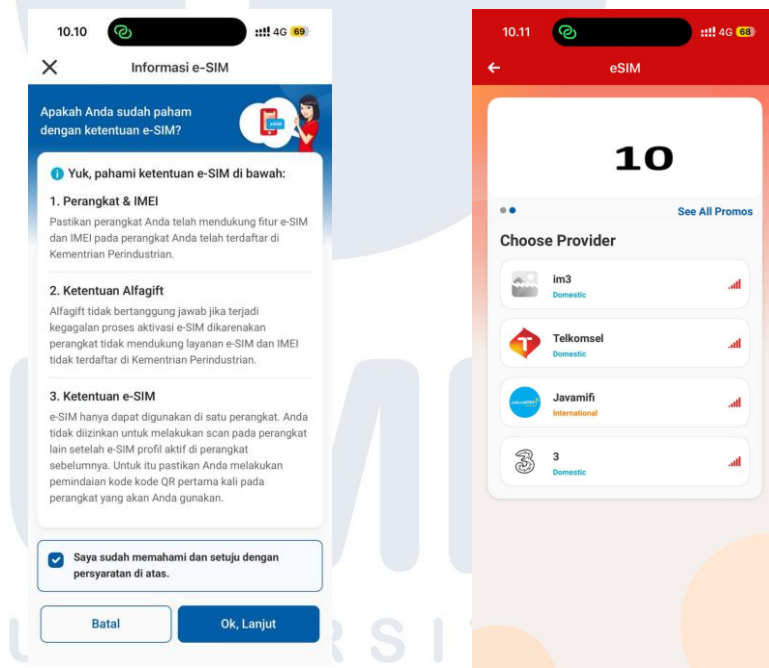 10.10
4G 69
Informasi e-SIM
Apakah Anda sudah paham
dengan ketentuan e-SIM?
eSIM
Yuk, pahami ketentuan e-SIM di bawah:
1. Perangkat & IMEI
Pastikan perangkat Anda telah mendukung fitur e-SIM
dan IMEI pada perangkat Anda telah terdaftar di
Kementrian Perindustrian.
2. Ketentuan Alfagift
Alfagift tidak bertanggung jawab jika terjadi
kegagalan proses aktivasi e-SIM dikarenakan
perangkat tidak mendukung layanan e-SIM dan IMEI
tidak terdaftar di Kementrian Perindustrian.
3. Ketentuan e-SIM
e-SIM hanya dapat digunakan di satu perangkat. Anda
tidak diizinkan untuk melakukan scan pada perangkat
lain setelah e-SIM profil aktif di perangkat
sebelumnya. Untuk itu pastikan Anda melakukan
pemindaian kode kode QR pertama kali pada
perangkat yang akan Anda gunakan.
Saya sudah memahami dan setuju dengan
persyaratan di atas.
Batal
Ok, Lanjut
10.11
4G 68
eSIM
10
See All Promos
Choose Provider
im3
Domestic
Telkomsel
Domestic
Javamifi
International
3
Domestic